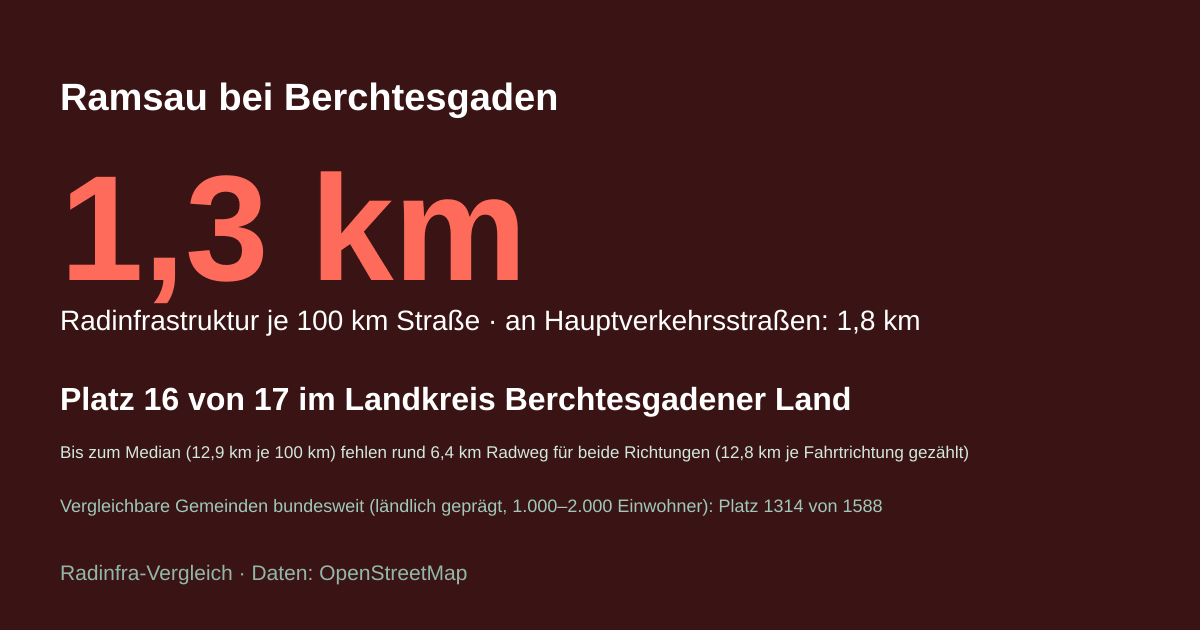 Ramsau bei Berchtesgaden
1,3 km
Radinfrastruktur je 100 km Straße · an Hauptverkehrsstraßen: 1,8 km
Platz 16 von 17 im Landkreis Berchtesgadener Land
Bis zum Median (12,9 km je 100 km) fehlen rund 6,4 km Radweg für beide Richtungen (12,8 km je Fahrtrichtung gezählt)
Vergleichbare Gemeinden bundesweit (ländlich geprägt, 1.000–2.000 Einwohner): Platz 1314 von 1588
Radinfra-Vergleich · Daten: OpenStreetMap